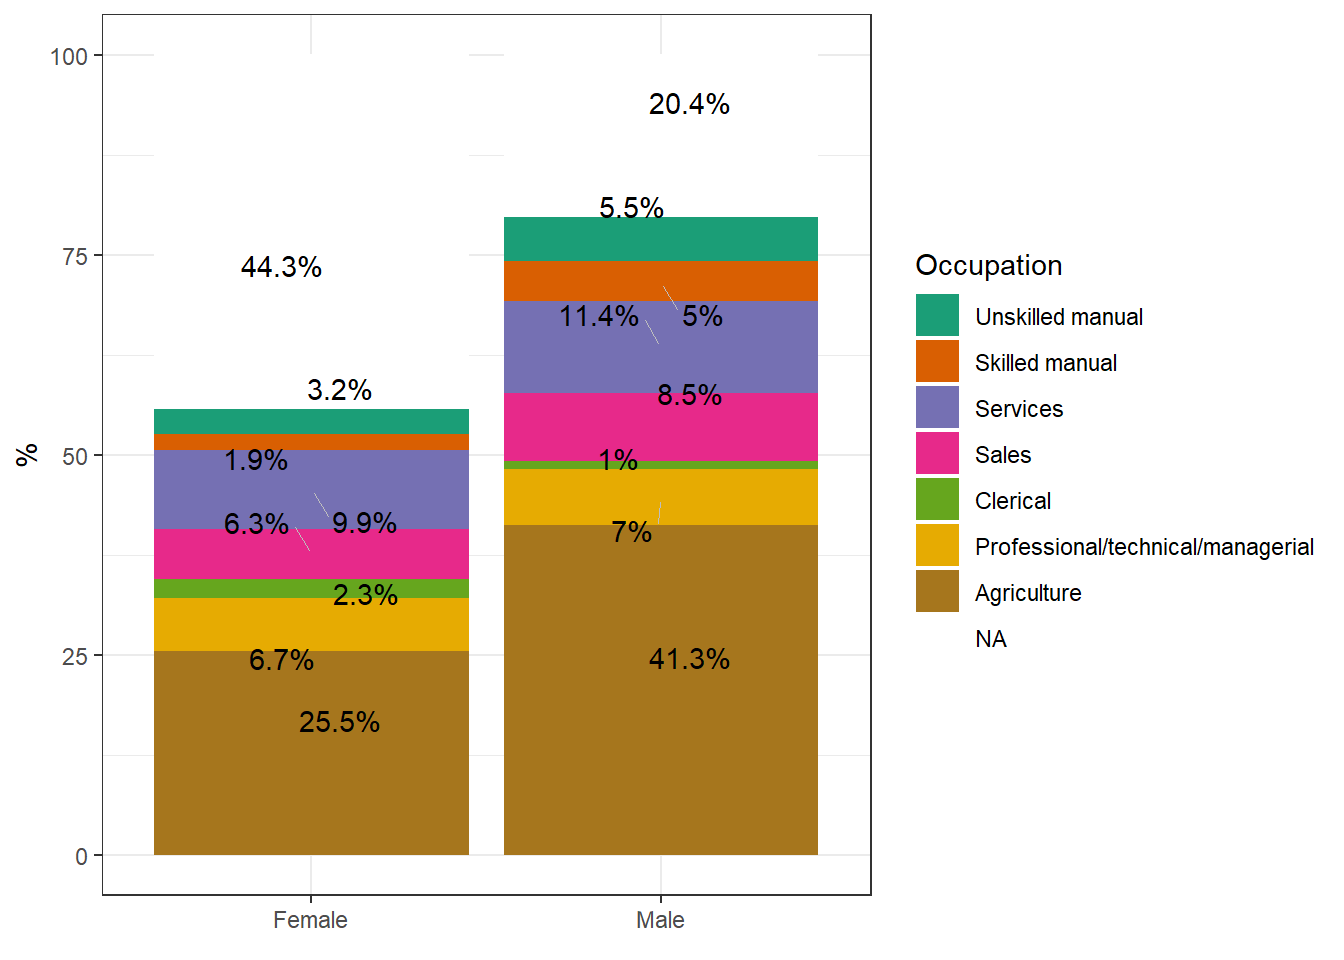 100
75
50
25
0
%
44.3%
3.2%
1.9%
9.9%
6.3%
2.3%
6.7%
25.5%
20.4%
5.5%
5%
11.4%
8.5%
1%
7%
41.3%
Female
Male
Occupation
Unskilled manual
Skilled manual
Services
Sales
Clerical
Professional/technical/managerial
Agriculture
NA